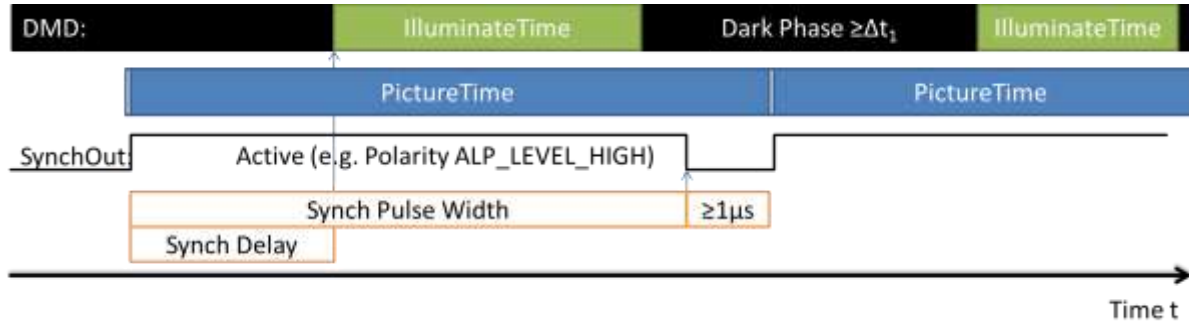 DMD: IlluminateTime Dark Phase ≥Δt₁ IlluminateTime
PictureTime PictureTime
SynchOut: Active (e.g. Polarity ALP_LEVEL_HIGH)
Synch Pulse Width ≥1µs
Synch Delay
Time t